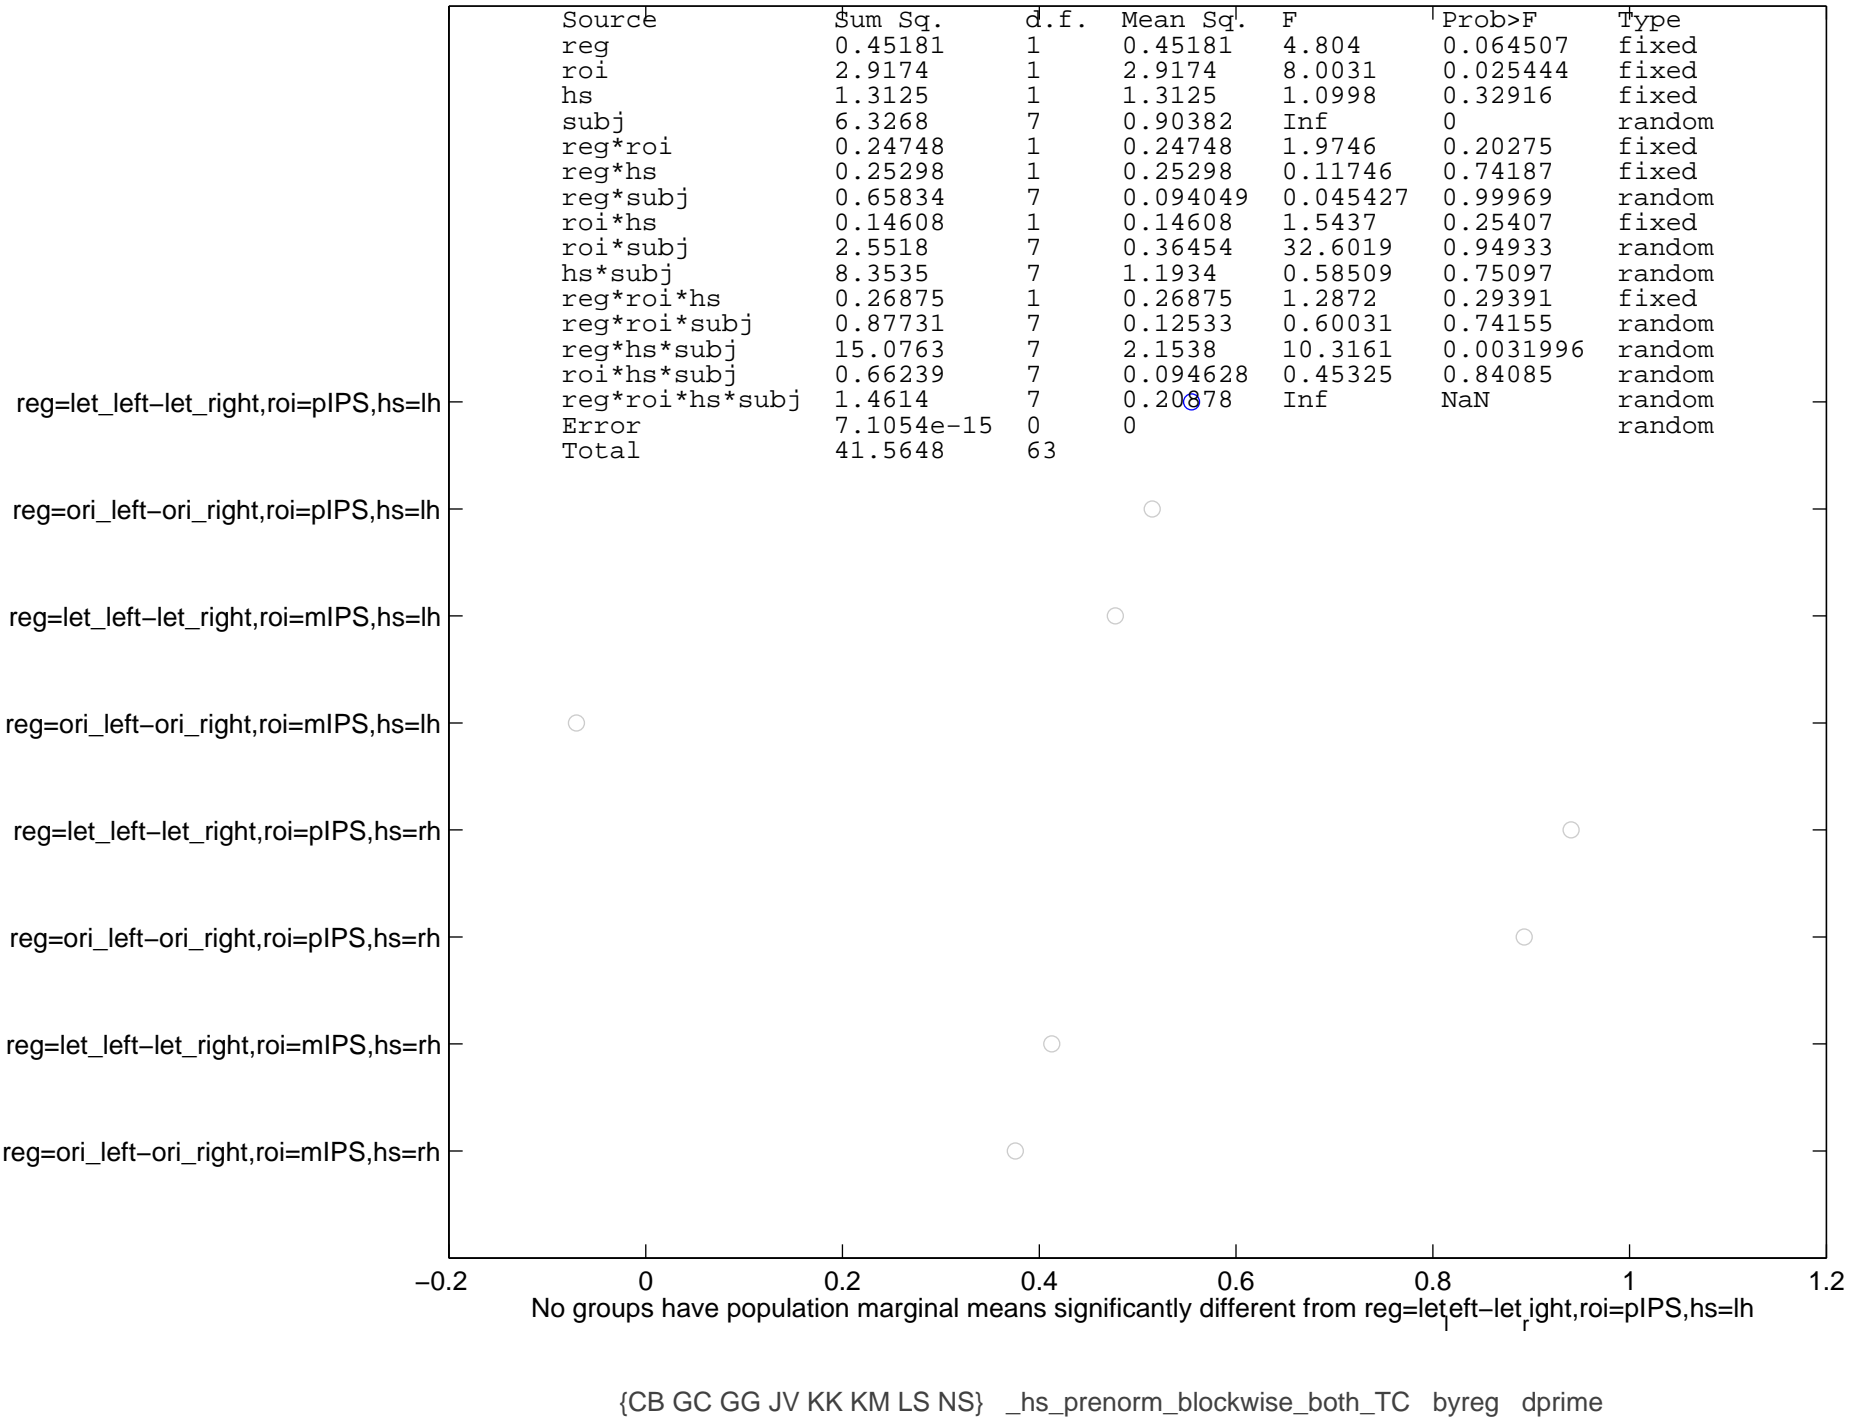 Source Sum Sq. d.f. Mean Sq. F Prob>F Type
reg 0.45181 1 0.45181 4.804 0.064507 fixed
roi 2.9174 1 2.9174 8.0031 0.025444 fixed
hs 1.3125 1 1.3125 1.0998 0.32916 fixed
subj 6.3268 7 0.90382 Inf 0 random
reg*roi 0.24748 1 0.24748 1.9746 0.20275 fixed
reg*hs 0.25298 1 0.25298 0.11746 0.74187 fixed
reg*subj 0.65834 7 0.094049 0.045427 0.99969 random
roi*hs 0.14608 1 0.14608 1.5437 0.25407 fixed
roi*subj 2.5518 7 0.36454 32.6019 0.94933 random
hs*subj 8.3535 7 1.1934 0.58509 0.75097 random
reg*roi*hs 0.26875 1 0.26875 1.2872 0.29391 fixed
reg*roi*subj 0.87731 7 0.12533 0.60031 0.74155 random
reg*hs*subj 15.0763 7 2.1538 10.3161 0.0031996 random
roi*hs*subj 0.66239 7 0.094628 0.45325 0.84085 random
reg*roi*hs*subj 1.4614 7 0.20878 Inf NaN random
Error 7.1054e−15 0 0 random
Total 41.5648 63
reg=let_left−let_right,roi=pIPS,hs=lh
reg=ori_left−ori_right,roi=pIPS,hs=lh
reg=let_left−let_right,roi=mIPS,hs=lh
reg=ori_left−ori_right,roi=mIPS,hs=lh
reg=let_left−let_right,roi=pIPS,hs=rh
reg=ori_left−ori_right,roi=pIPS,hs=rh
reg=let_left−let_right,roi=mIPS,hs=rh
reg=ori_left−ori_right,roi=mIPS,hs=rh
−0.2 0 0.2 0.4 0.6 0.8 1 1.2
No groups have population marginal means significantly different from reg=let_left−let_right,roi=pIPS,hs=lh
{CB GC GG JV KK KM LS NS} _hs_prenorm_blockwise_both_TC byreg dprime